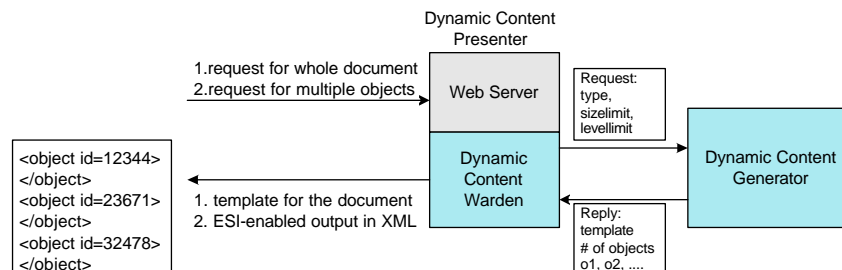 Dynamic Content
Presenter
1.request for whole document
2.request for multiple objects
Web Server
Request:
type,
sizelimit,
levellimit
<object id=12344>
</object>
<object id=23671>
</object>
<object id=32478>
</object>
Dynamic
Content
Warden
Dynamic Content
Generator
1. template for the document
2. ESI-enabled output in XML
Reply:
template
# of objects
o1, o2, ....